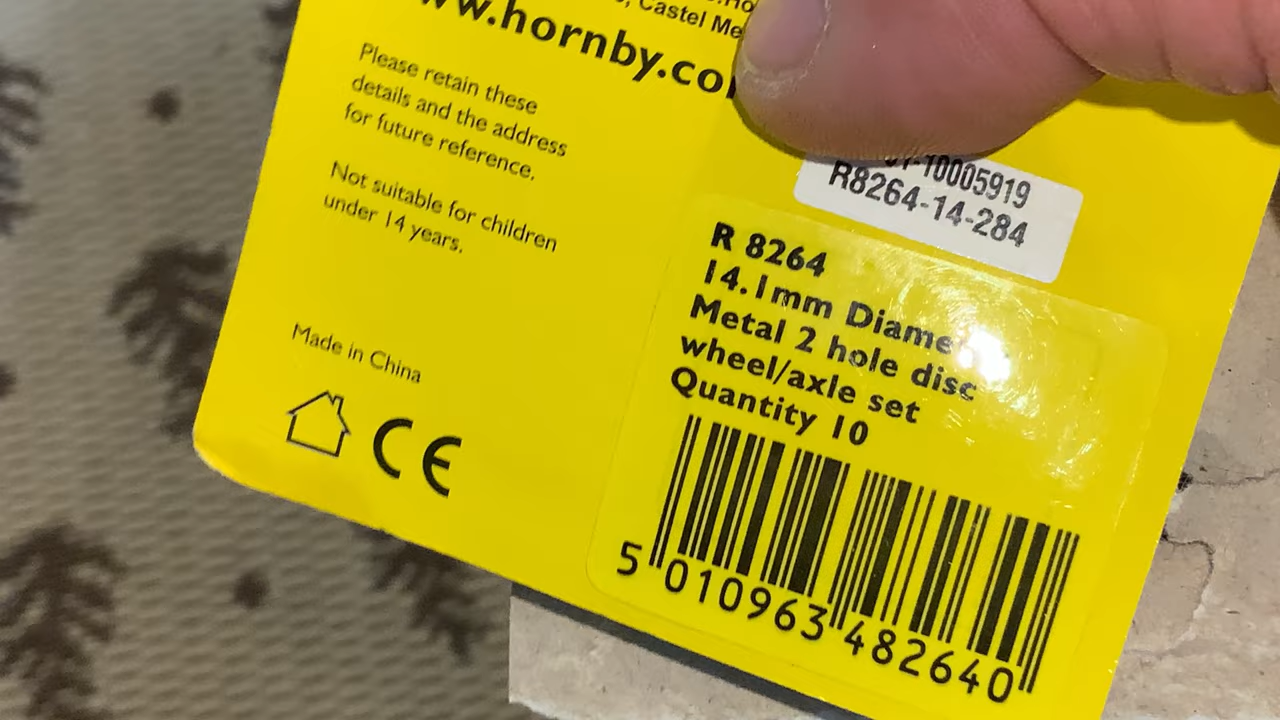 Castel
www.hornby.co
Please retain these
details and the address
for future reference.
Not suitable for children
under 14 years.
Made in China
CE
10005919
R8264-14-284
R 8264
14.1mm
Metal 2 hole disc
wheel/axle set
Quantity 10
5 010963 482640